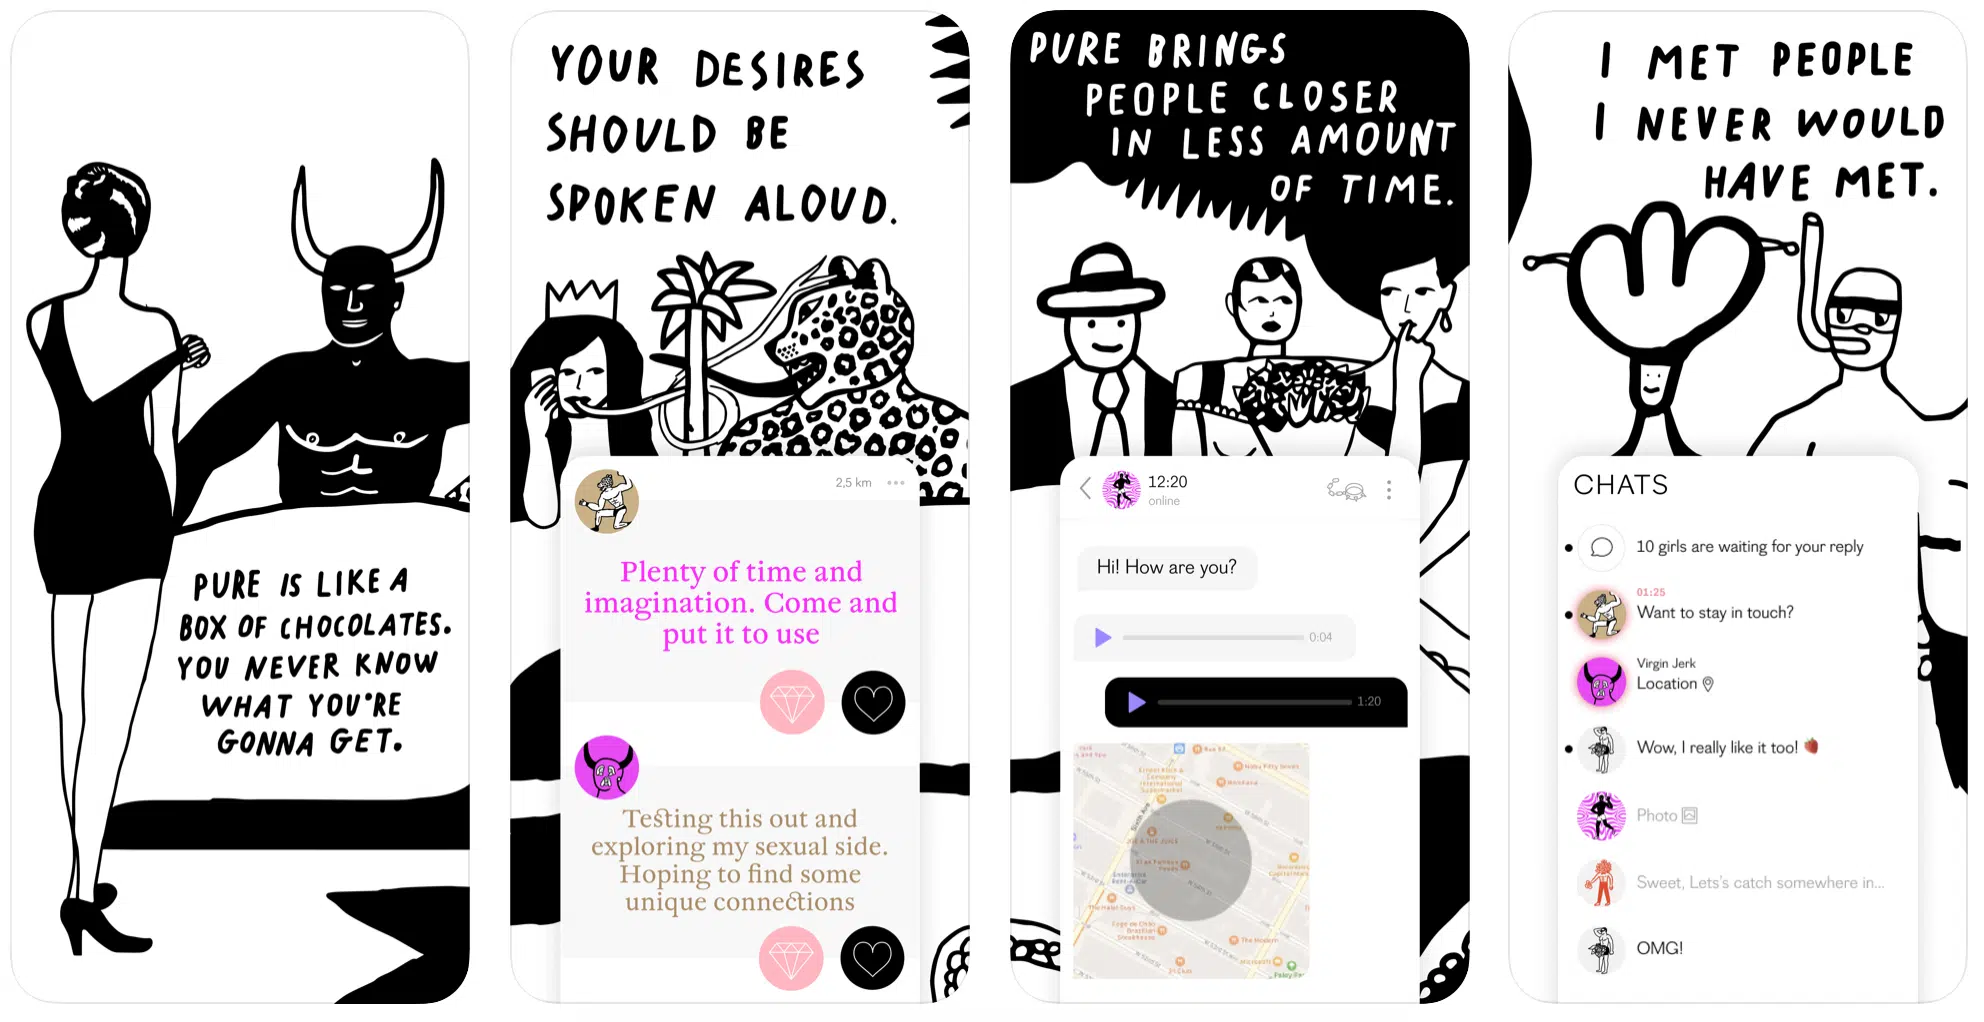 PURE IS LIKE A
BOX OF CHOCOLATES.
YOU NEVER KNOW
WHAT YOU'RE
GONNA GET.
YOUR DESIRES
SHOULD BE
SPOKEN ALOUD.
2,5 km
Plenty of time and
imagination. Come and
put it to use
Testing this out and
exploring my sexual side.
Hoping to find some
unique connections
PURE BRINGS
PEOPLE CLOSER
IN LESS AMOUNT
OF TIME.
12:20
online
Hi! How are you?
0:04
1:20
The Modern
I MET PEOPLE
I NEVER WOULD
HAVE MET.
CHATS
10 girls are waiting for your reply
01:25
Want to stay in touch?
Virgin Jerk
Location
Wow, I really like it too! 🍓
Photo
Sweet, Lets's catch somewhere in...
OMG!